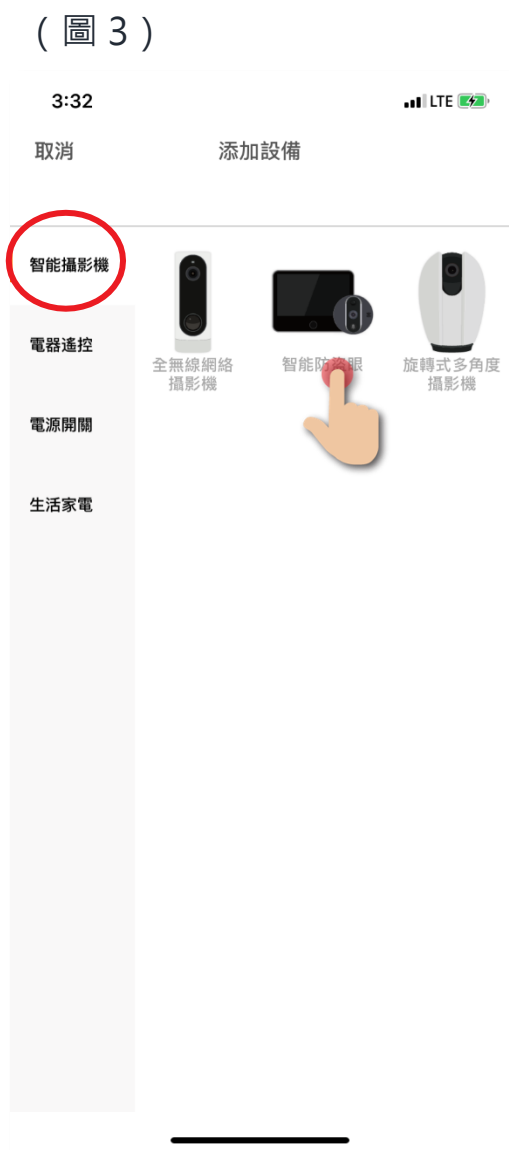 (圖3)
3:32
LTE
取消
添加設備
智能攝影機
電器遙控
電源開關
生活家電
全無線網絡
攝影機
智能防盜眼
旋轉式多角度
攝影機